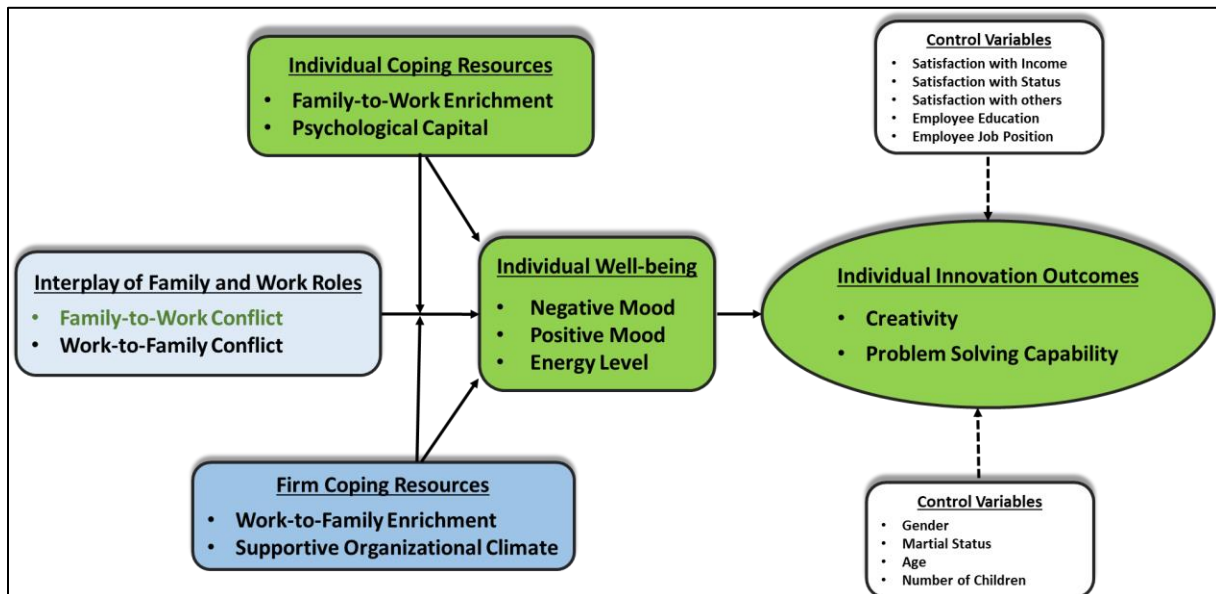 Individual Coping Resources
• Family-to-Work Enrichment
• Psychological Capital
Control Variables
• Satisfaction with Income
• Satisfaction with Status
• Satisfaction with others
• Employee Education
• Employee Job Position
Interplay of Family and Work Roles
• Family-to-Work Conflict
• Work-to-Family Conflict
Individual Well-being
• Negative Mood
• Positive Mood
• Energy Level
Individual Innovation Outcomes
• Creativity
• Problem Solving Capability
Firm Coping Resources
• Work-to-Family Enrichment
• Supportive Organizational Climate
Control Variables
• Gender
• Martial Status
• Age
• Number of Children